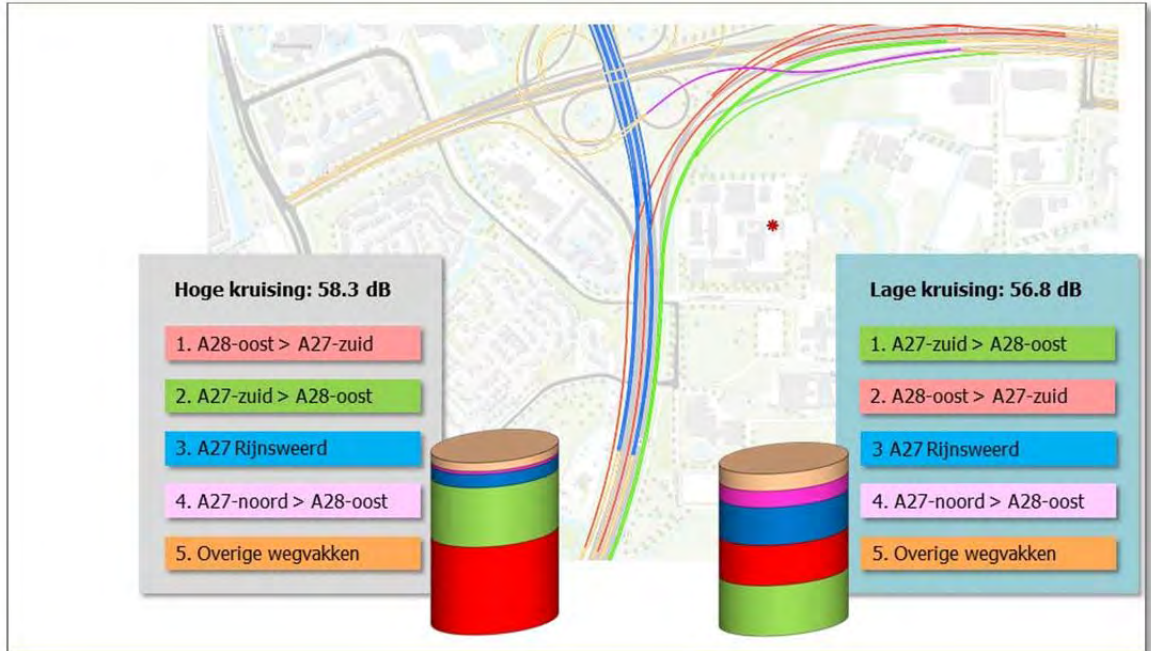 Hoge kruising: 58.3 dB
1. A28-oost > A27-zuid
2. A27-zuid > A28-oost
3. A27 Rijnsweerd
4. A27-noord > A28-oost
5. Overige wegvakken
Lage kruising: 56.8 dB
1. A27-zuid > A28-oost
2. A28-oost > A27-zuid
3 A27 Rijnsweerd
4. A27-noord > A28-oost
5. Overige wegvakken